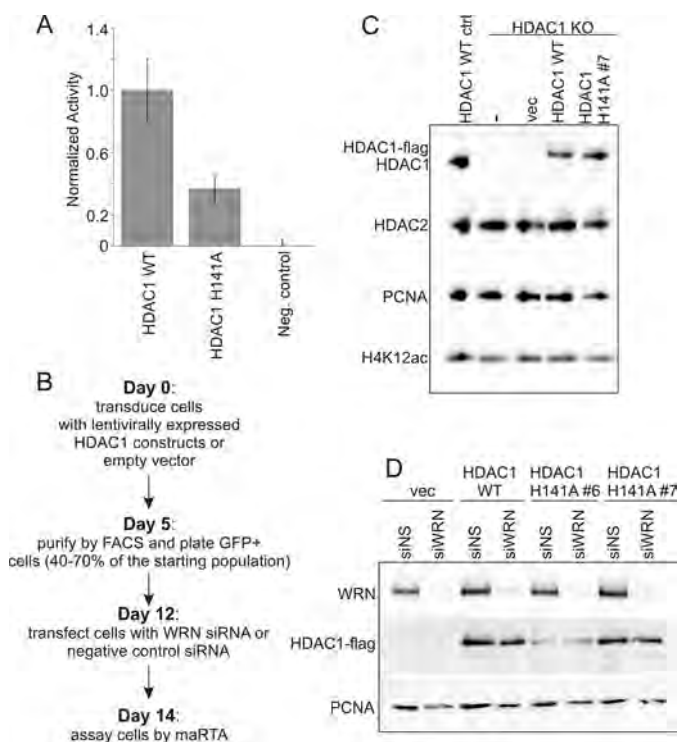 A
1.4
1.0
0.6
0.2
0
Normalized Activity
HDAC1 WT
HDAC1 H141A
Neg. control
B
Day 0:
transduce cells
with lentivirally expressed
HDAC1 constructs or
empty vector
Day 5:
purify by FACS and plate GFP+
cells (40-70% of the starting population)
Day 12:
transfect cells with WRN siRNA or
negative control siRNA
Day 14:
assay cells by maRTA
C
HDAC1 KO
HDAC1 WT ctrl
-
vec
HDAC1 WT
HDAC1
H141A #7
HDAC1-flag
HDAC1
HDAC2
PCNA
H4K12ac
D
vec
HDAC1
WT
HDAC1
H141A #6
HDAC1
H141A #7
siNS
siWRN
siNS
siWRN
siNS
siWRN
siNS
siWRN
WRN
HDAC1-flag
PCNA